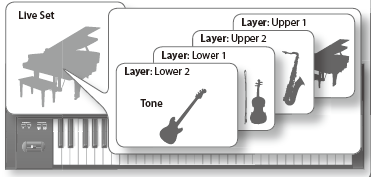 Live Set
Layer: Upper 1
Layer: Upper 2
Layer: Lower 1
Layer: Lower 2
Tone